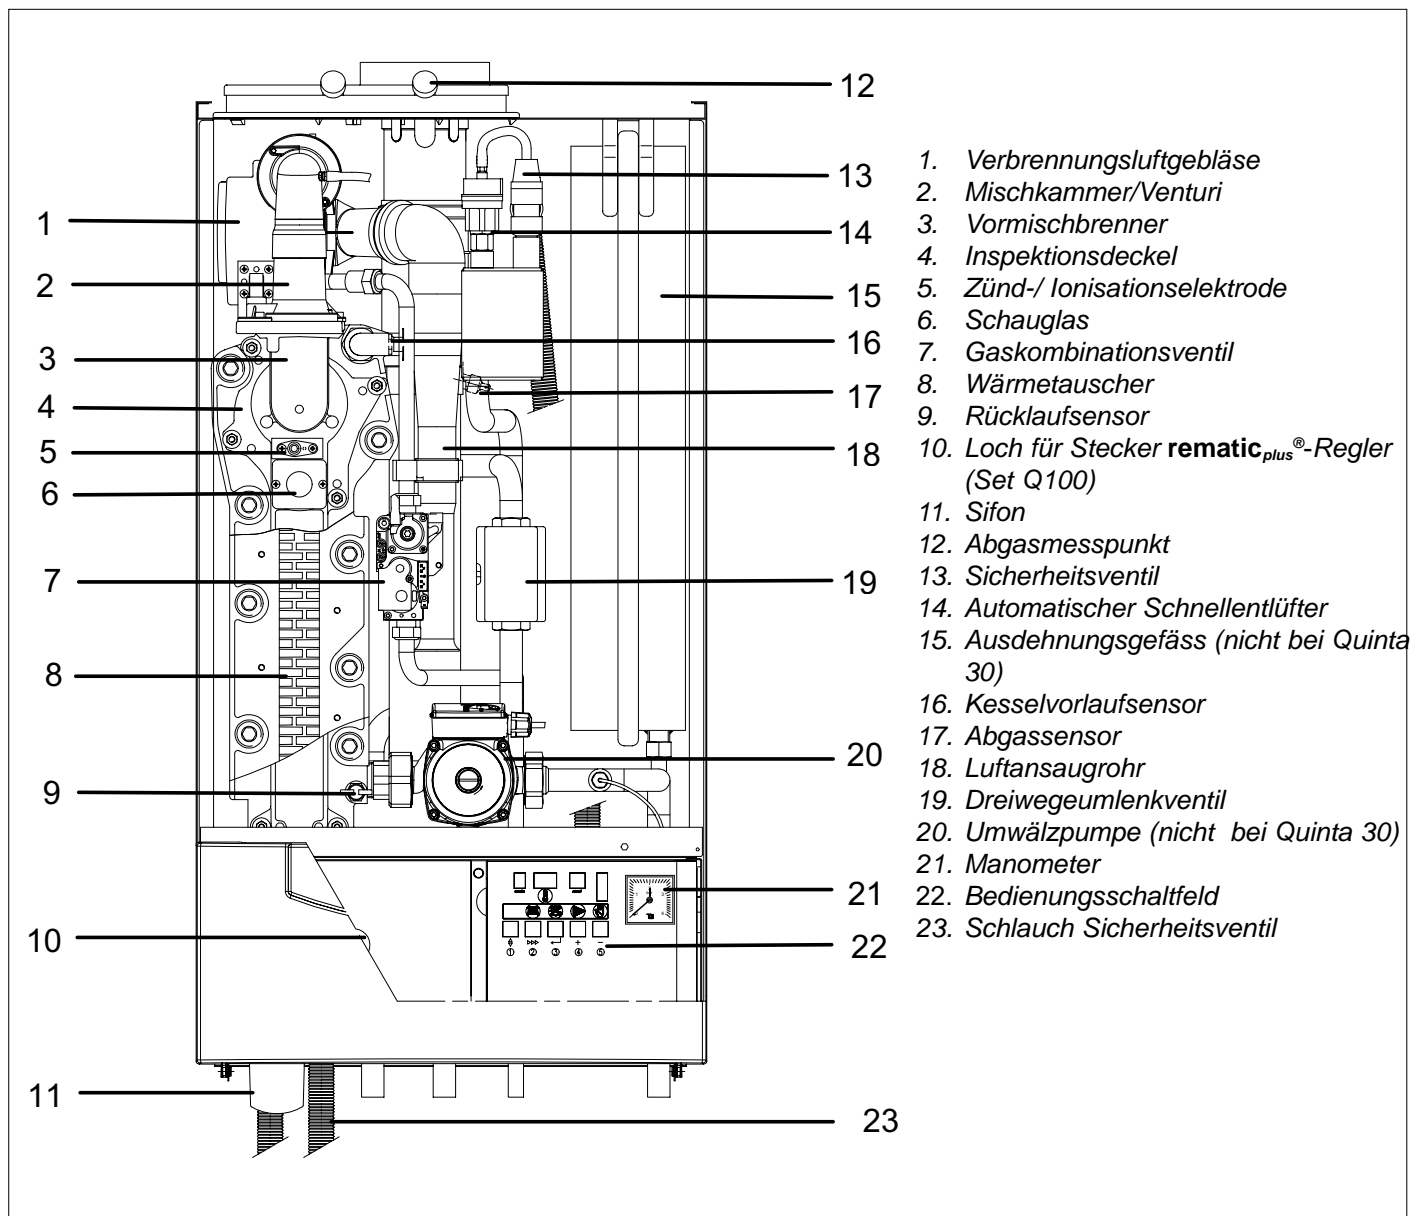 12
13
1
14
2
15
16
3
4
17
5
18
6
7
19
8
20
9
21
10
22
11
23
1. Verbrennungsluftgebläse
2. Mischkammer/Venturi
3. Vormischbrenner
4. Inspektionsdeckel
5. Zünd-/ Ionisationselektrode
6. Schauglas
7. Gaskombinationsventil
8. Wärmetauscher
9. Rücklaufsensor
10. Loch für Stecker rematicplus®-Regler
(Set Q100)
11. Sifon
12. Abgasmesspunkt
13. Sicherheitsventil
14. Automatischer Schnellentlüfter
15. Ausdehnungsgefäss (nicht bei Quinta
30)
16. Kesselvorlaufsensor
17. Abgassensor
18. Luftansaugrohr
19. Dreiwegeumlenkventil
20. Umwälzpumpe (nicht bei Quinta 30)
21. Manometer
22. Bedienungsschaltfeld
23. Schlauch Sicherheitsventil